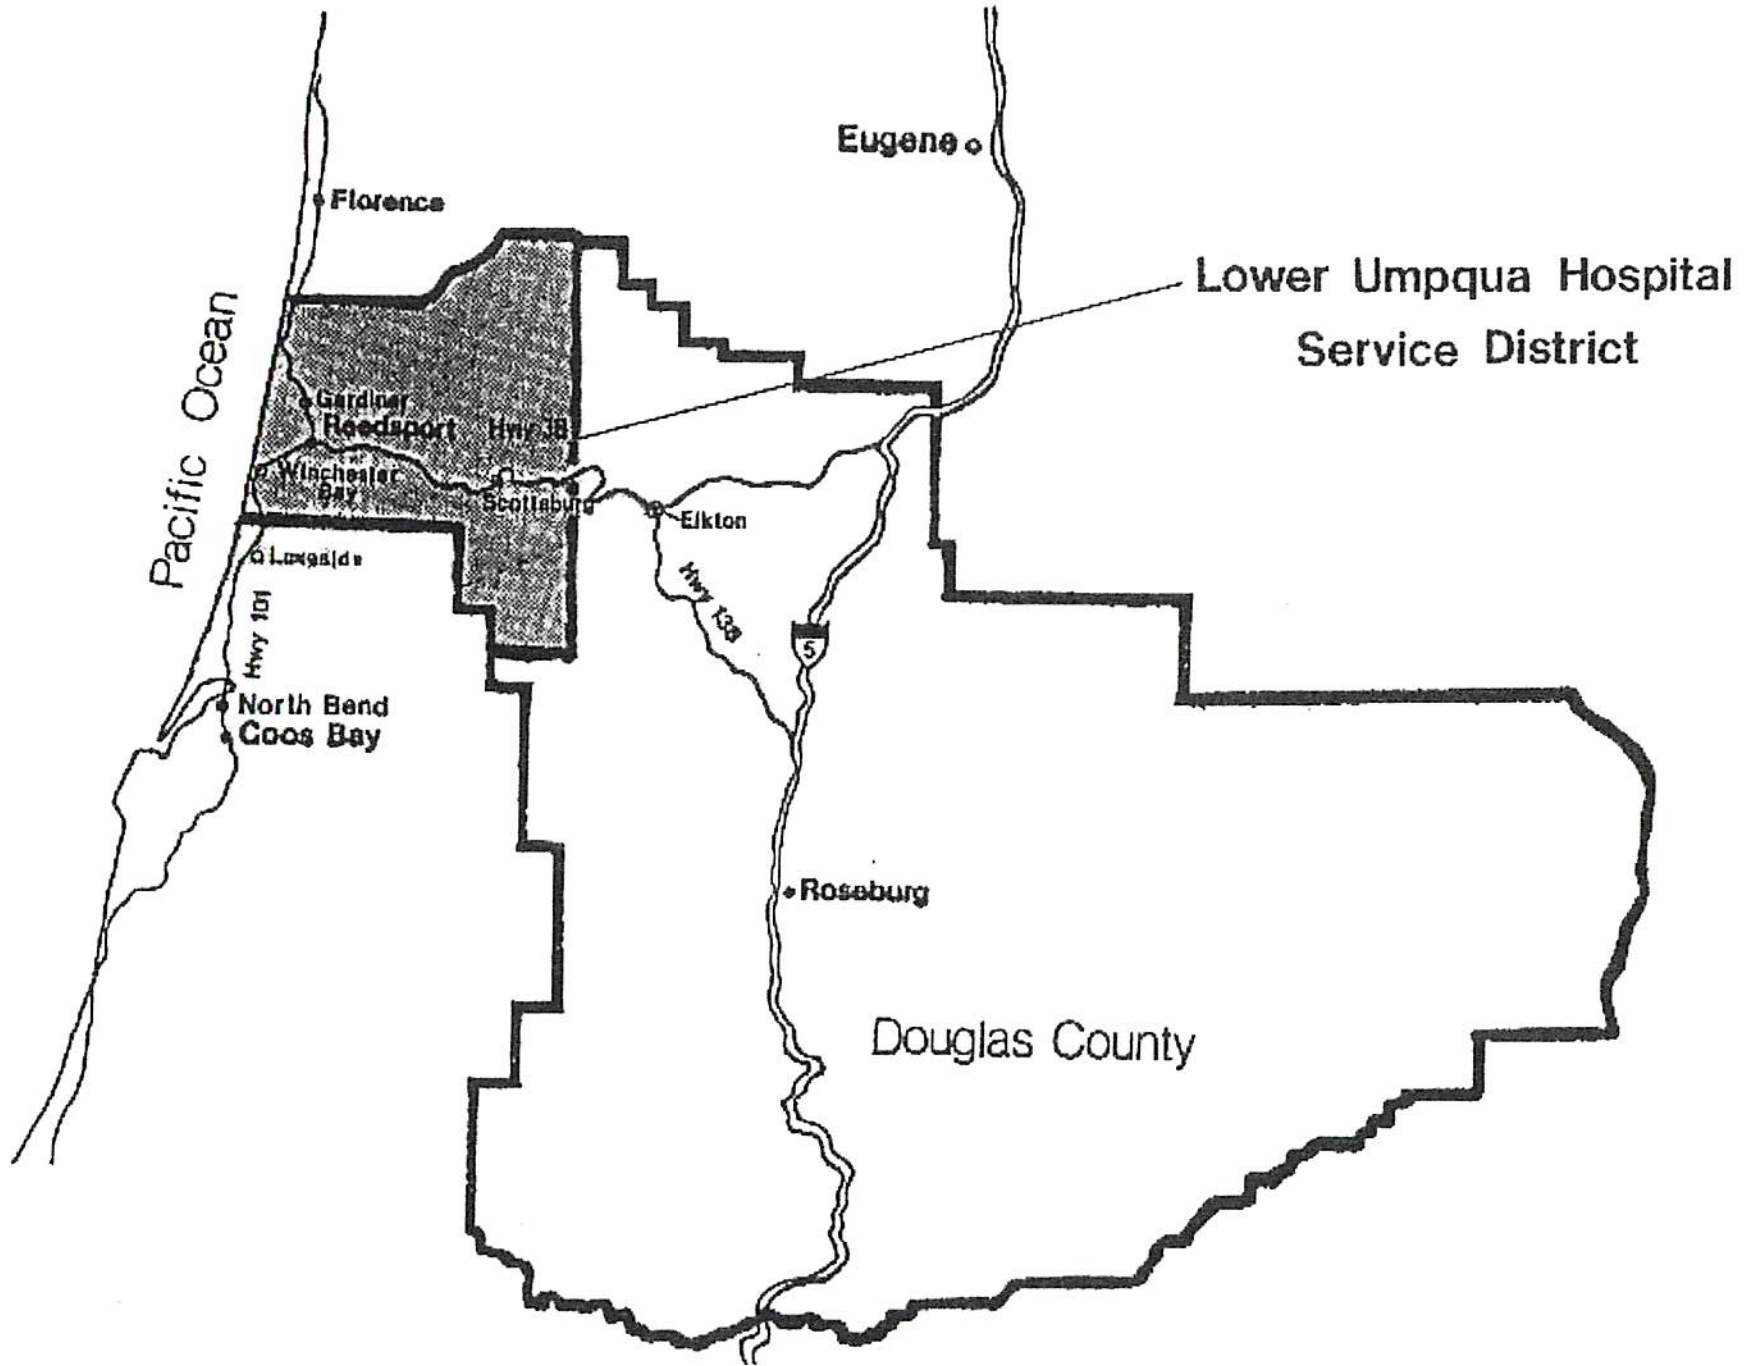 Eugene
Florence
Lower Umpqua Hospital
Service District
Pacific Ocean
Gardiner
Reedsport
Hwy 38
Winchester
Bay
Scottsburg
Elkton
Lakeside
Hwy 101
Hwy 138
5
North Bend
Coos Bay
Roseburg
Douglas County